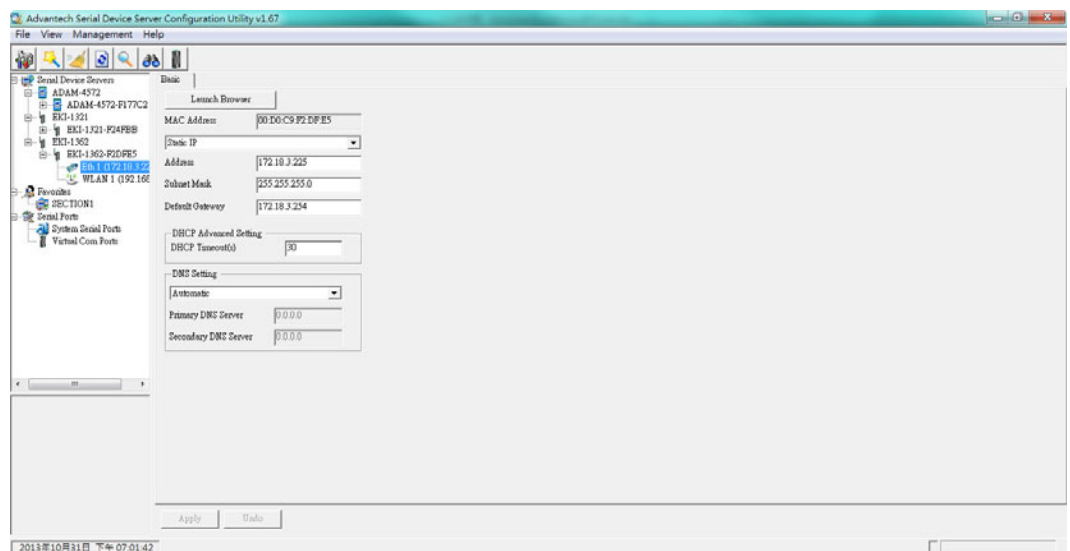 Advantech Serial Device Server Configuration Utility v1.67
File View Management Help
Serial Device Servers
ADAM-4572
ADAM-4572-F177C2
EKI-1321
EKI-1321-F24FBB
EKI-1362
EKI-1362-F2DFE5
Eth 1 (172.18.3.22
WLAN 1 (192.168
Favorites
SECTION1
Serial Ports
System Serial Ports
Virtual Com Ports
Basic
Launch Browser
MAC Address 00:D0:C9:F2:DF:E5
Static IP
Address 172.18.3.225
Subnet Mask 255.255.255.0
Default Gateway 172.18.3.254
DHCP Advanced Setting
DHCP Timeout(s) 30
DNS Setting
Automatic
Primary DNS Server 0.0.0.0
Secondary DNS Server 0.0.0.0
Apply Undo
2013年10月31日 下午 07:01:42